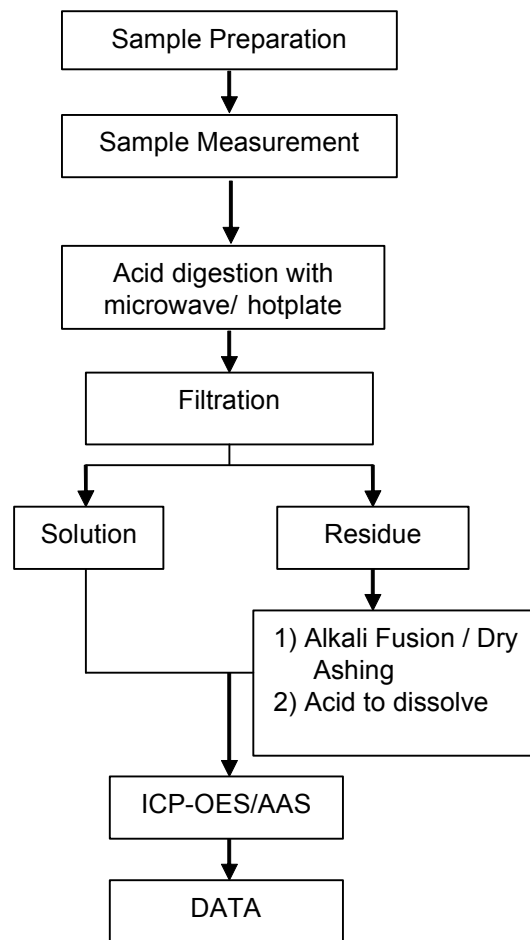 Sample Preparation
Sample Measurement
Acid digestion with
microwave/ hotplate
Filtration
Solution
Residue
1) Alkali Fusion / Dry
Ashing
2) Acid to dissolve
ICP-OES/AAS
DATA